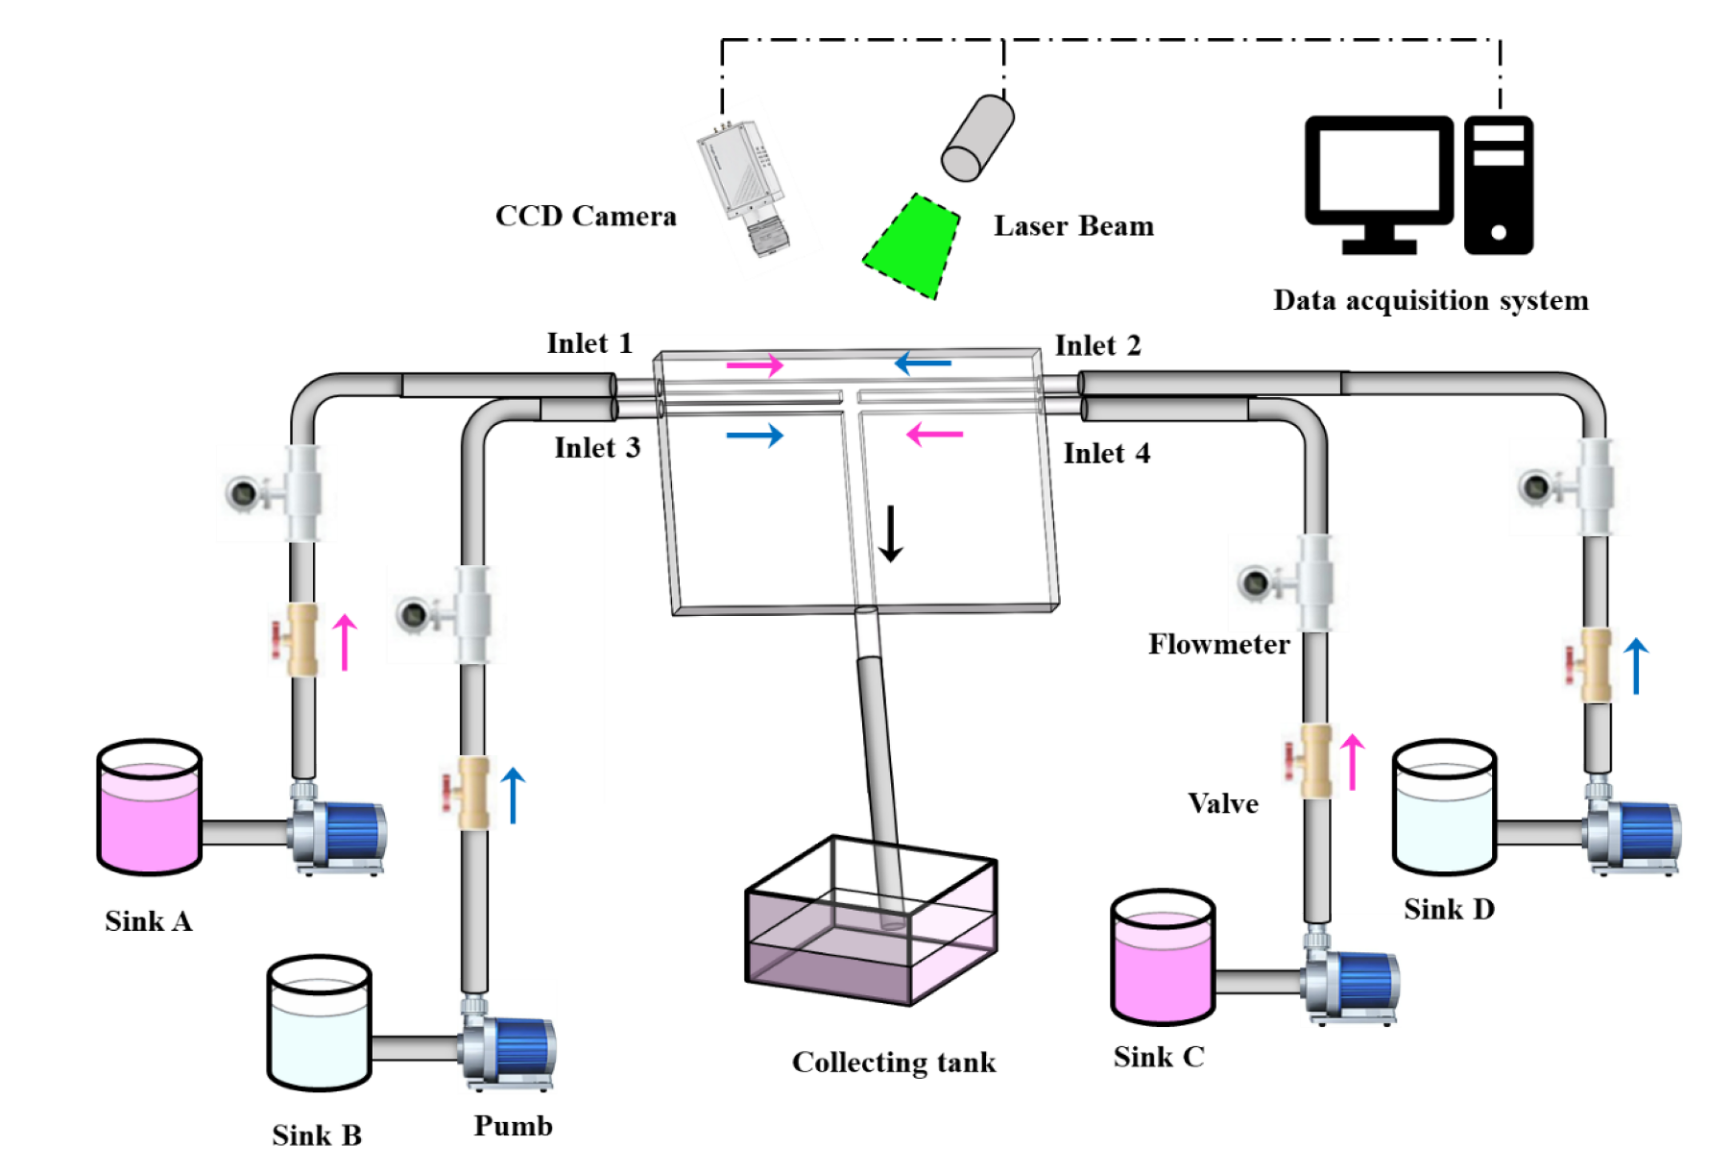 CCD Camera
Laser Beam
Data acquisition system
Inlet 1
Inlet 2
Inlet 3
Inlet 4
Flowmeter
Valve
Sink A
Sink D
Sink C
Collecting tank
Sink B
Pumb